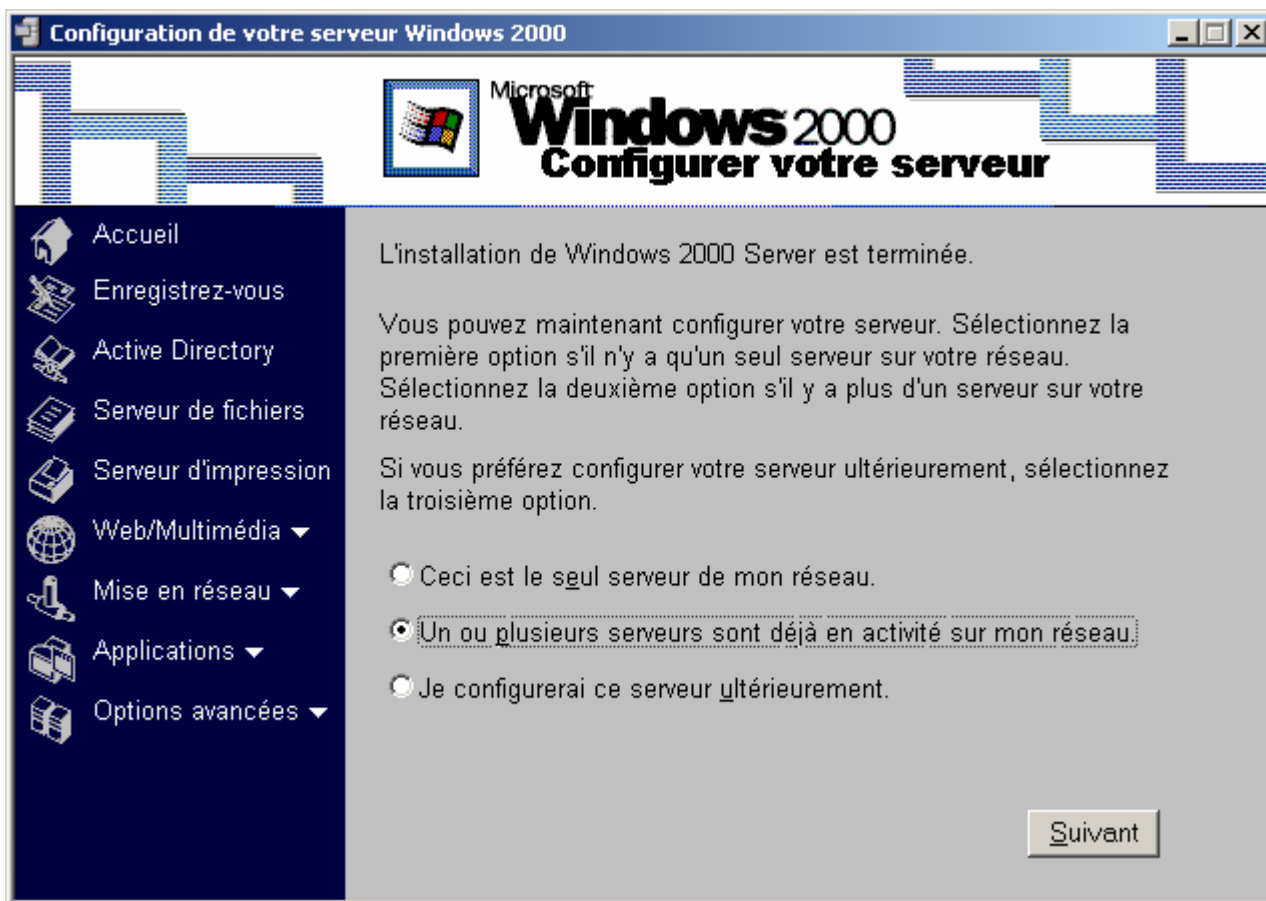 Configuration de votre serveur Windows 2000
Microsoft
Windows 2000
Configurer votre serveur
Accueil
Enregistrez-vous
Active Directory
Serveur de fichiers
Serveur d'impression
Web/Multimédia
Mise en réseau
Applications
Options avancées
L'installation de Windows 2000 Server est terminée.
Vous pouvez maintenant configurer votre serveur. Sélectionnez la
première option s'il n'y a qu'un seul serveur sur votre réseau.
Sélectionnez la deuxième option s'il y a plus d'un serveur sur votre
réseau.
Si vous préférez configurer votre serveur ultérieurement, sélectionnez
la troisième option.
Ceci est le seul serveur de mon réseau.
Un ou plusieurs serveurs sont déjà en activité sur mon réseau.
Je configurerai ce serveur ultérieurement.
Suivant